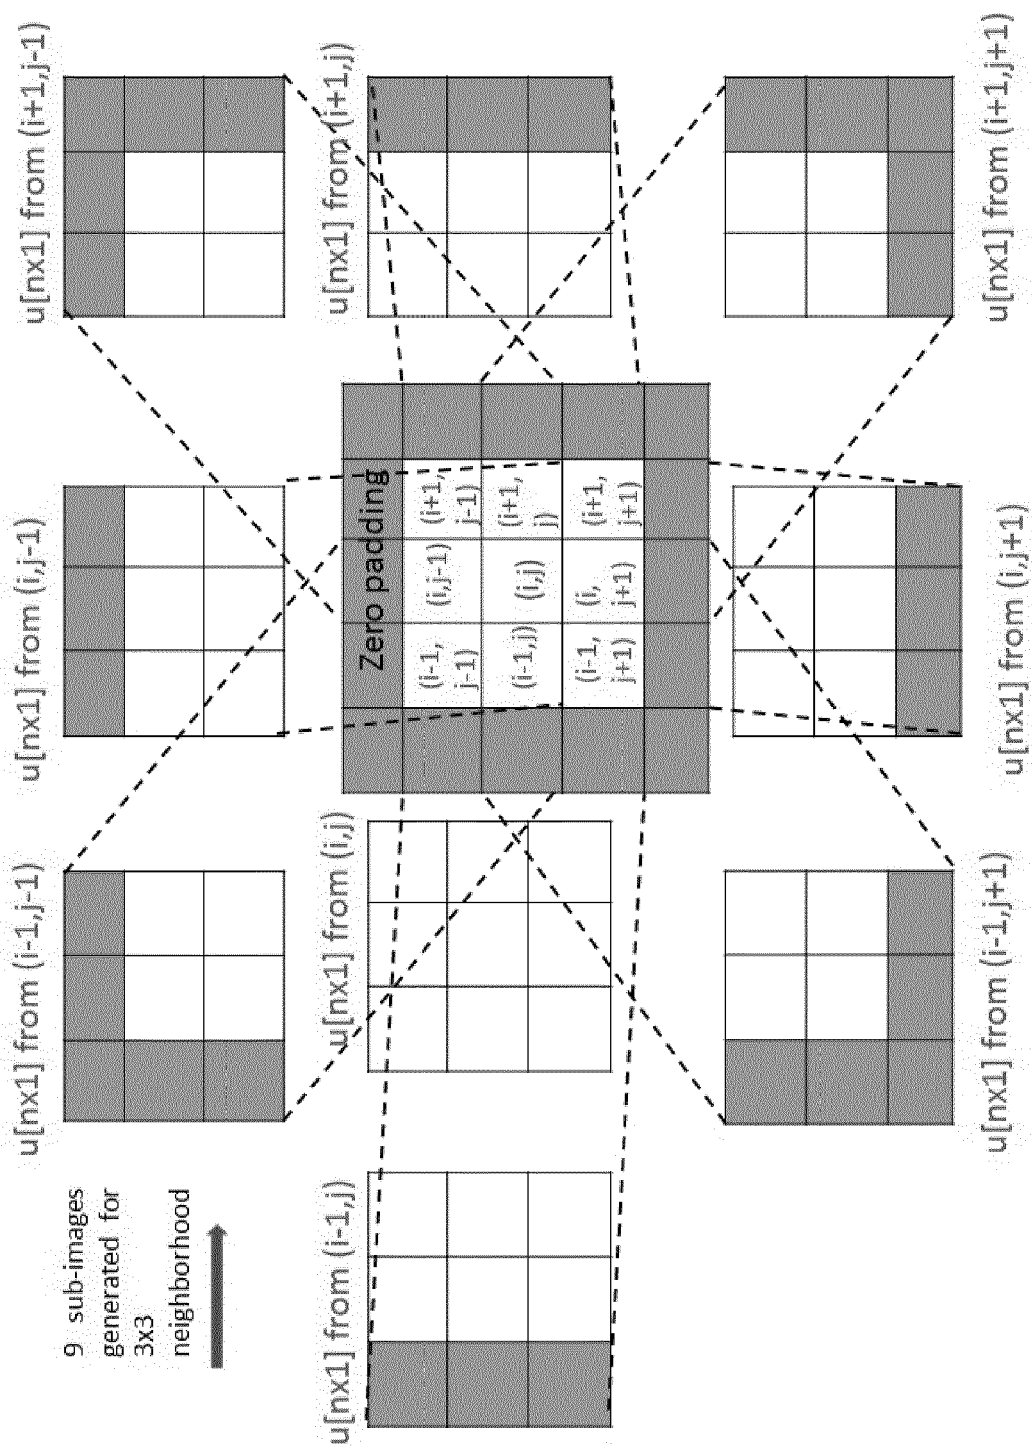 9 sub-images
generated for
3x3
neighborhood
u[nx1] from (i-1,j-1)
u[nx1] from (i,j-1)
u[nx1] from (i+1,j-1)
u[nx1] from (i-1,j)
u[nx1] from (i,j)
u[nx1] from (i+1,j)
Zero padding
(i-1,
j-1)
(i,j-1)
(i+1,
j-1)
(i-1,j)
(i,j)
(i+1,
j)
(i-1,
j+1)
(i,
j+1)
(i+1,
j+1)
u[nx1] from (i-1,j+1)
u[nx1] from (i,j+1)
u[nx1] from (i+1,j+1)